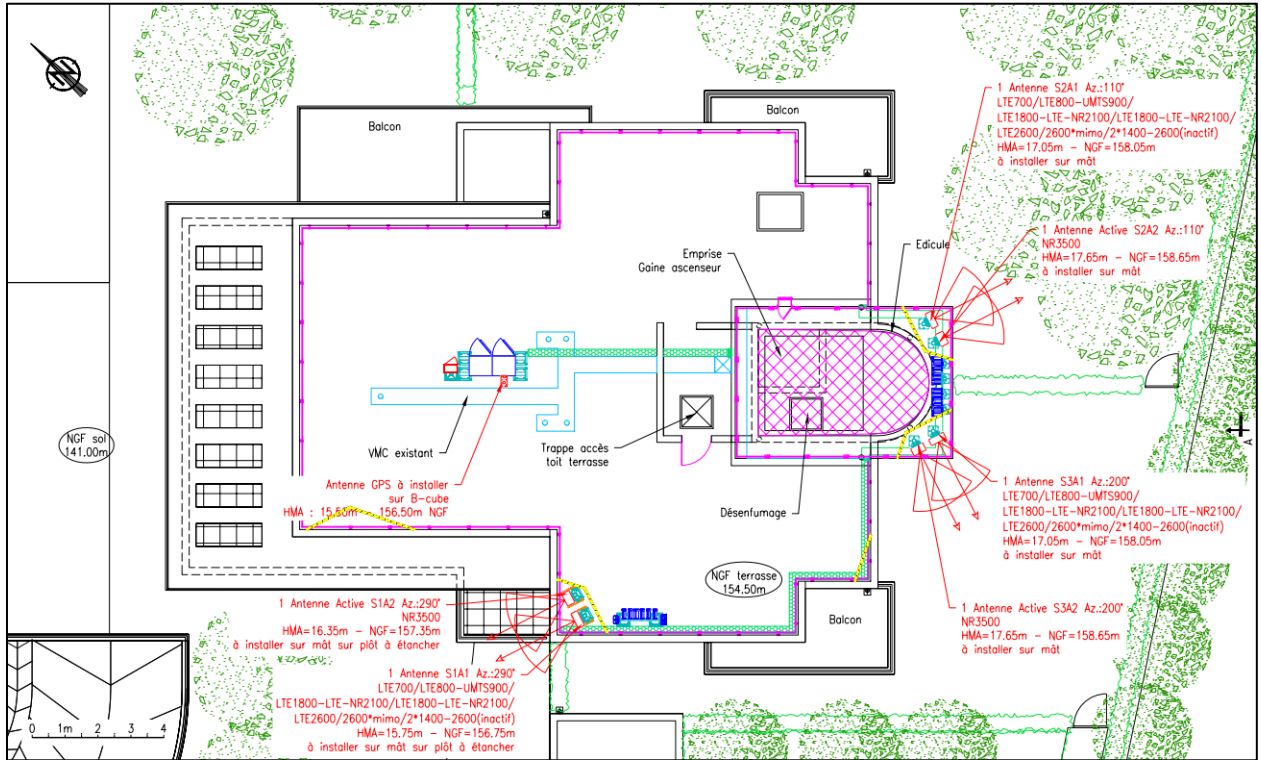 Balcon
Balcon
1 Antenne S2A1 Az.:110°
LTE700/LTE800-UMTS900/
LTE1800-LTE-NR2100/LTE1800-LTE-NR2100/
LTE2600/2600*mimo/2*1400-2600(inactif)
HMA=17.05m - NGF=158.05m
à installer sur mât
1 Antenne Active S2A2 Az.:110°
NR3500
HMA=17.65m - NGF=158.65m
à installer sur mât
Emprise
Gaine ascenseur
Edicule
NGF sol
141.00m
VMC existant
Trappe accès
toit terrasse
Antenne GPS à installer
sur B-cube
HMA : 15.50m - 156.50m NGF
Désenfumage
A
1 Antenne S3A1 Az.:200°
LTE700/LTE800-UMTS900/
LTE1800-LTE-NR2100/LTE1800-LTE-NR2100/
LTE2600/2600*mimo/2*1400-2600(inactif)
HMA=17.05m - NGF=158.05m
à installer sur mât
NGF terrasse
154.50m
1 Antenne Active S1A2 Az.:290°
NR3500
HMA=16.35m - NGF=157.35m
à installer sur mât sur plôt à étancher
Balcon
1 Antenne Active S3A2 Az.:200°
NR3500
HMA=17.65m - NGF=158.65m
à installer sur mât
1 Antenne S1A1 Az.:290°
LTE700/LTE800-UMTS900/
LTE1800-LTE-NR2100/LTE1800-LTE-NR2100/
LTE2600/2600*mimo/2*1400-2600(inactif)
HMA=15.75m - NGF=156.75m
à installer sur mât sur plôt à étancher
0 1m 2 3 4